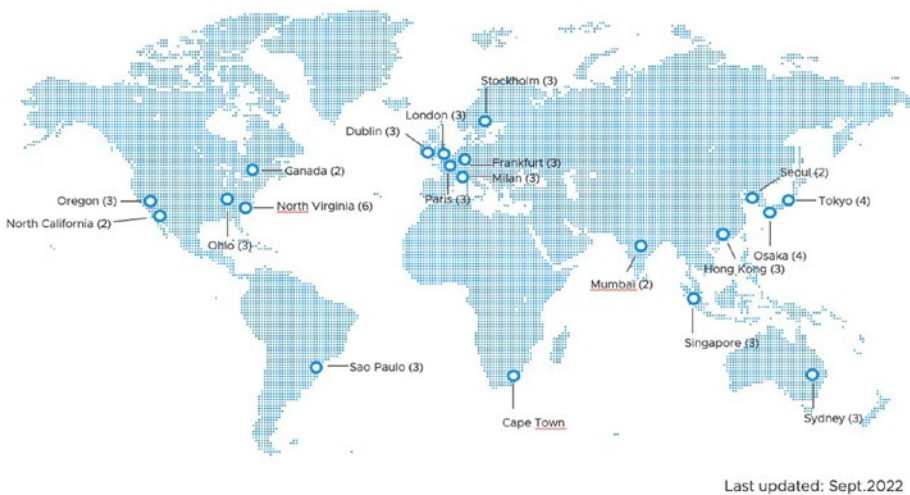 Stockholm (3)
London (3)
Dublin (3)
Frankfurt (3)
Milan (3)
Paris (3)
Canada (2)
Oregon (3)
North California (2)
North Virginia (6)
Ohio (3)
Seoul (2)
Tokyo (4)
Osaka (4)
Hong Kong (3)
Mumbai (2)
Singapore (3)
Sao Paulo (3)
Cape Town
Sydney (3)
Last updated: Sept.2022